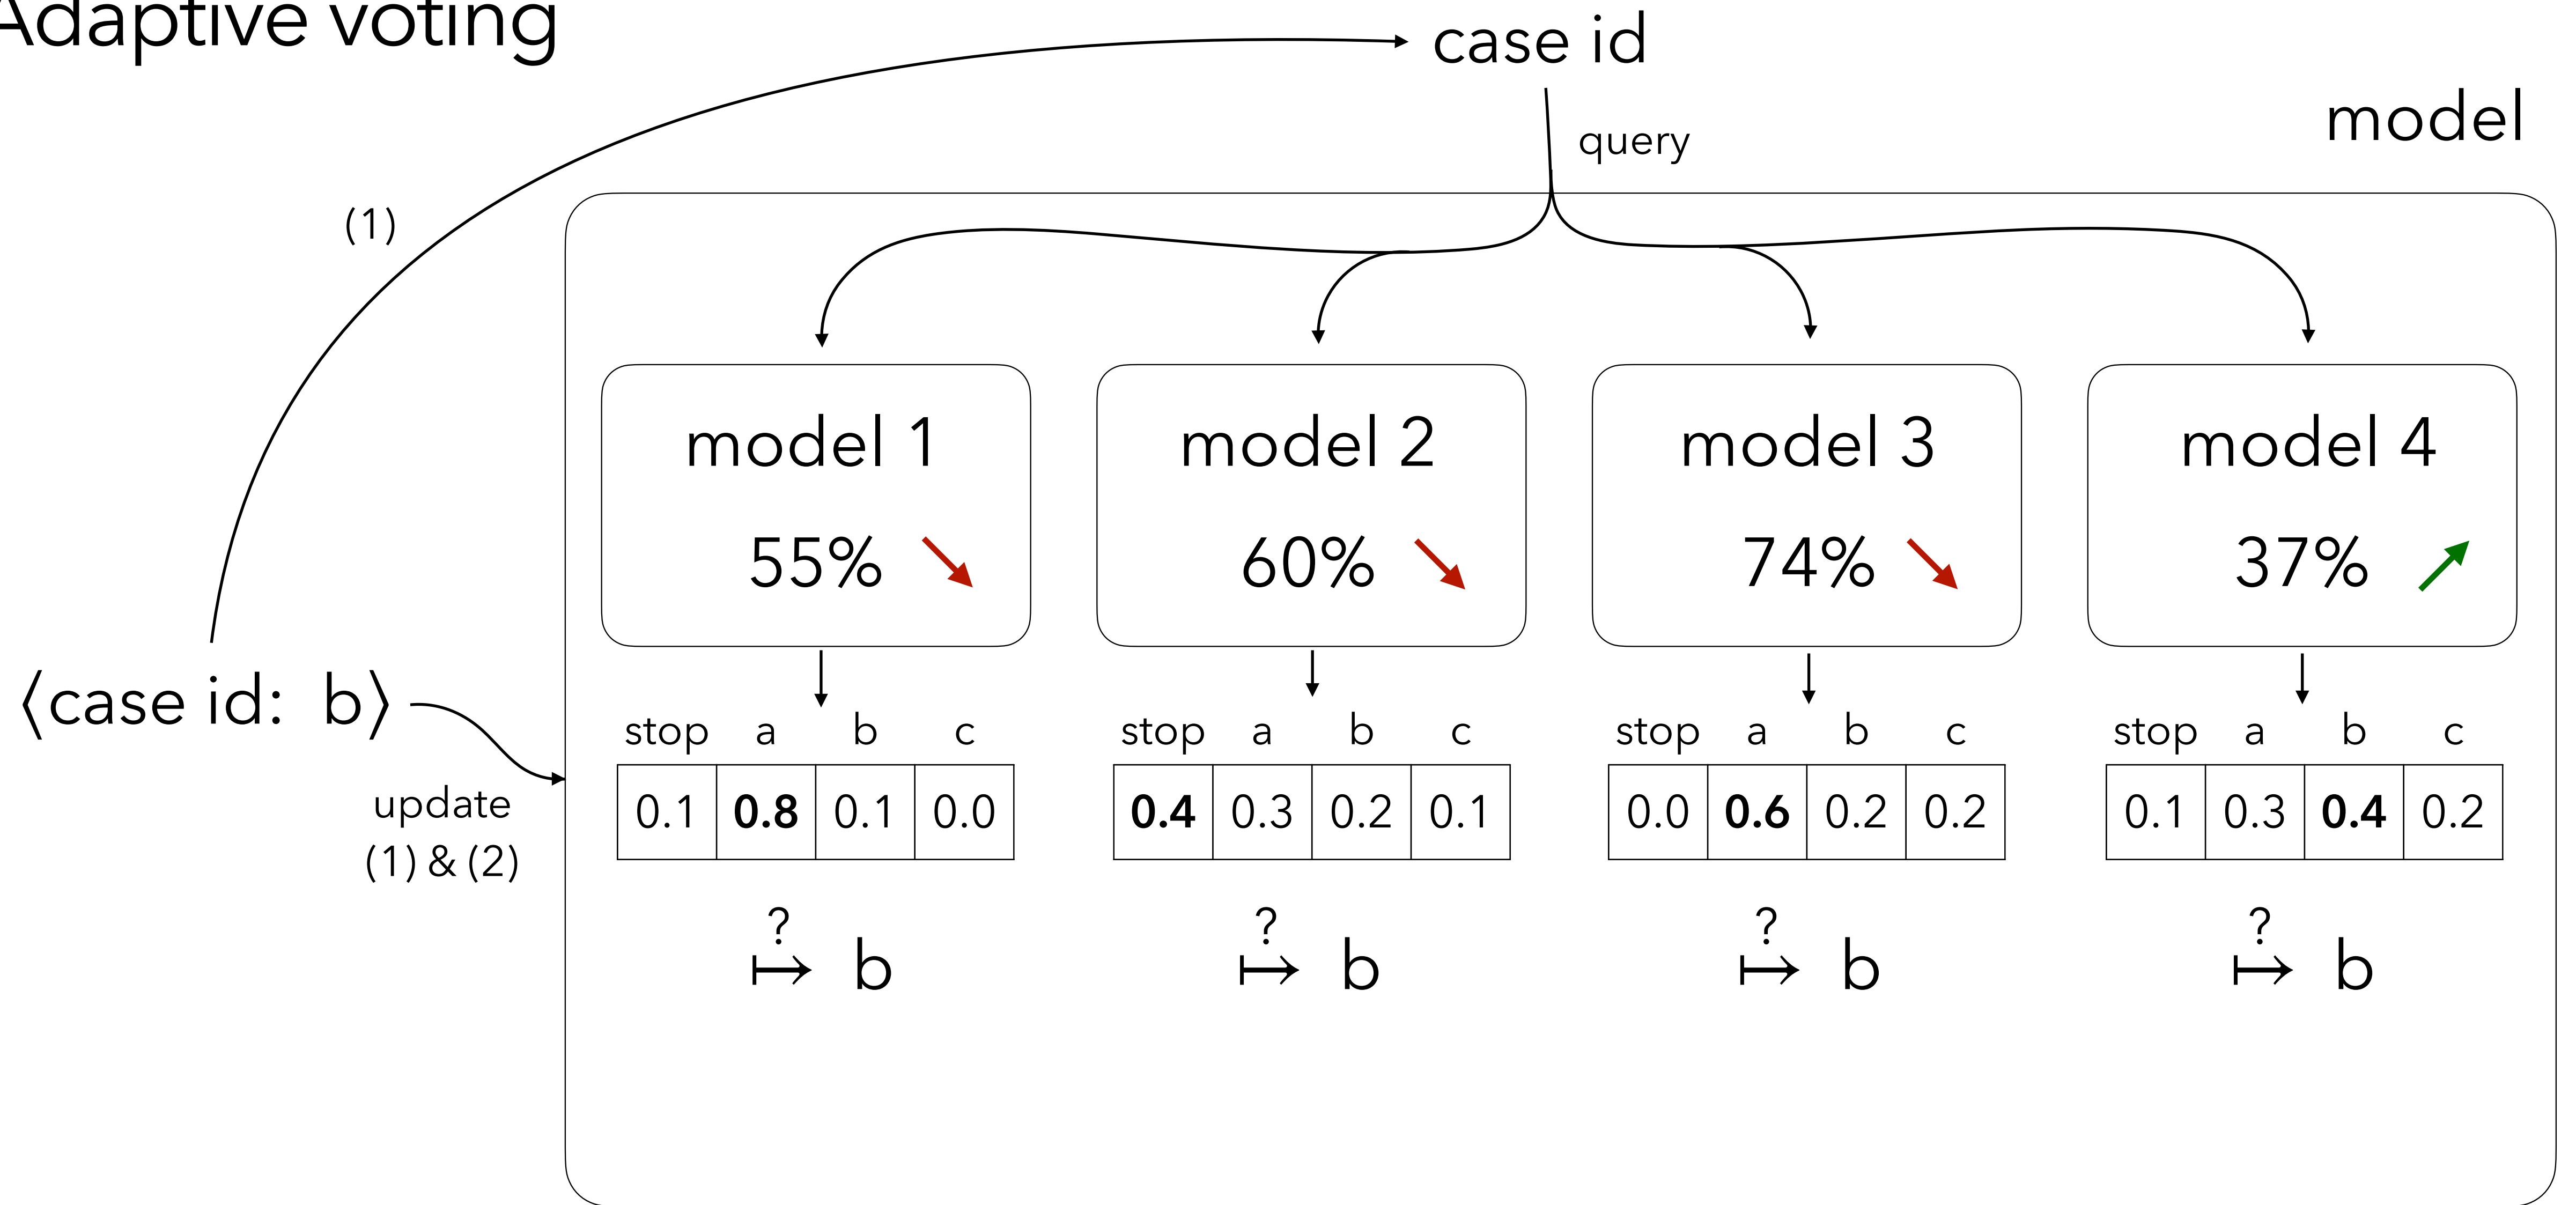 Adaptive voting
case id
model
query
(1)
model 1 model 2 model 3 model 4
55% 60% 74% 37%
⟨case id: b⟩
stop a b c stop a b c stop a b c stop a b c
0.1 0.8 0.1 0.0 0.4 0.3 0.2 0.1 0.0 0.6 0.2 0.2 0.1 0.3 0.4 0.2
update
(1) & (2)
? ? ? ?
↦ b ↦ b ↦ b ↦ b